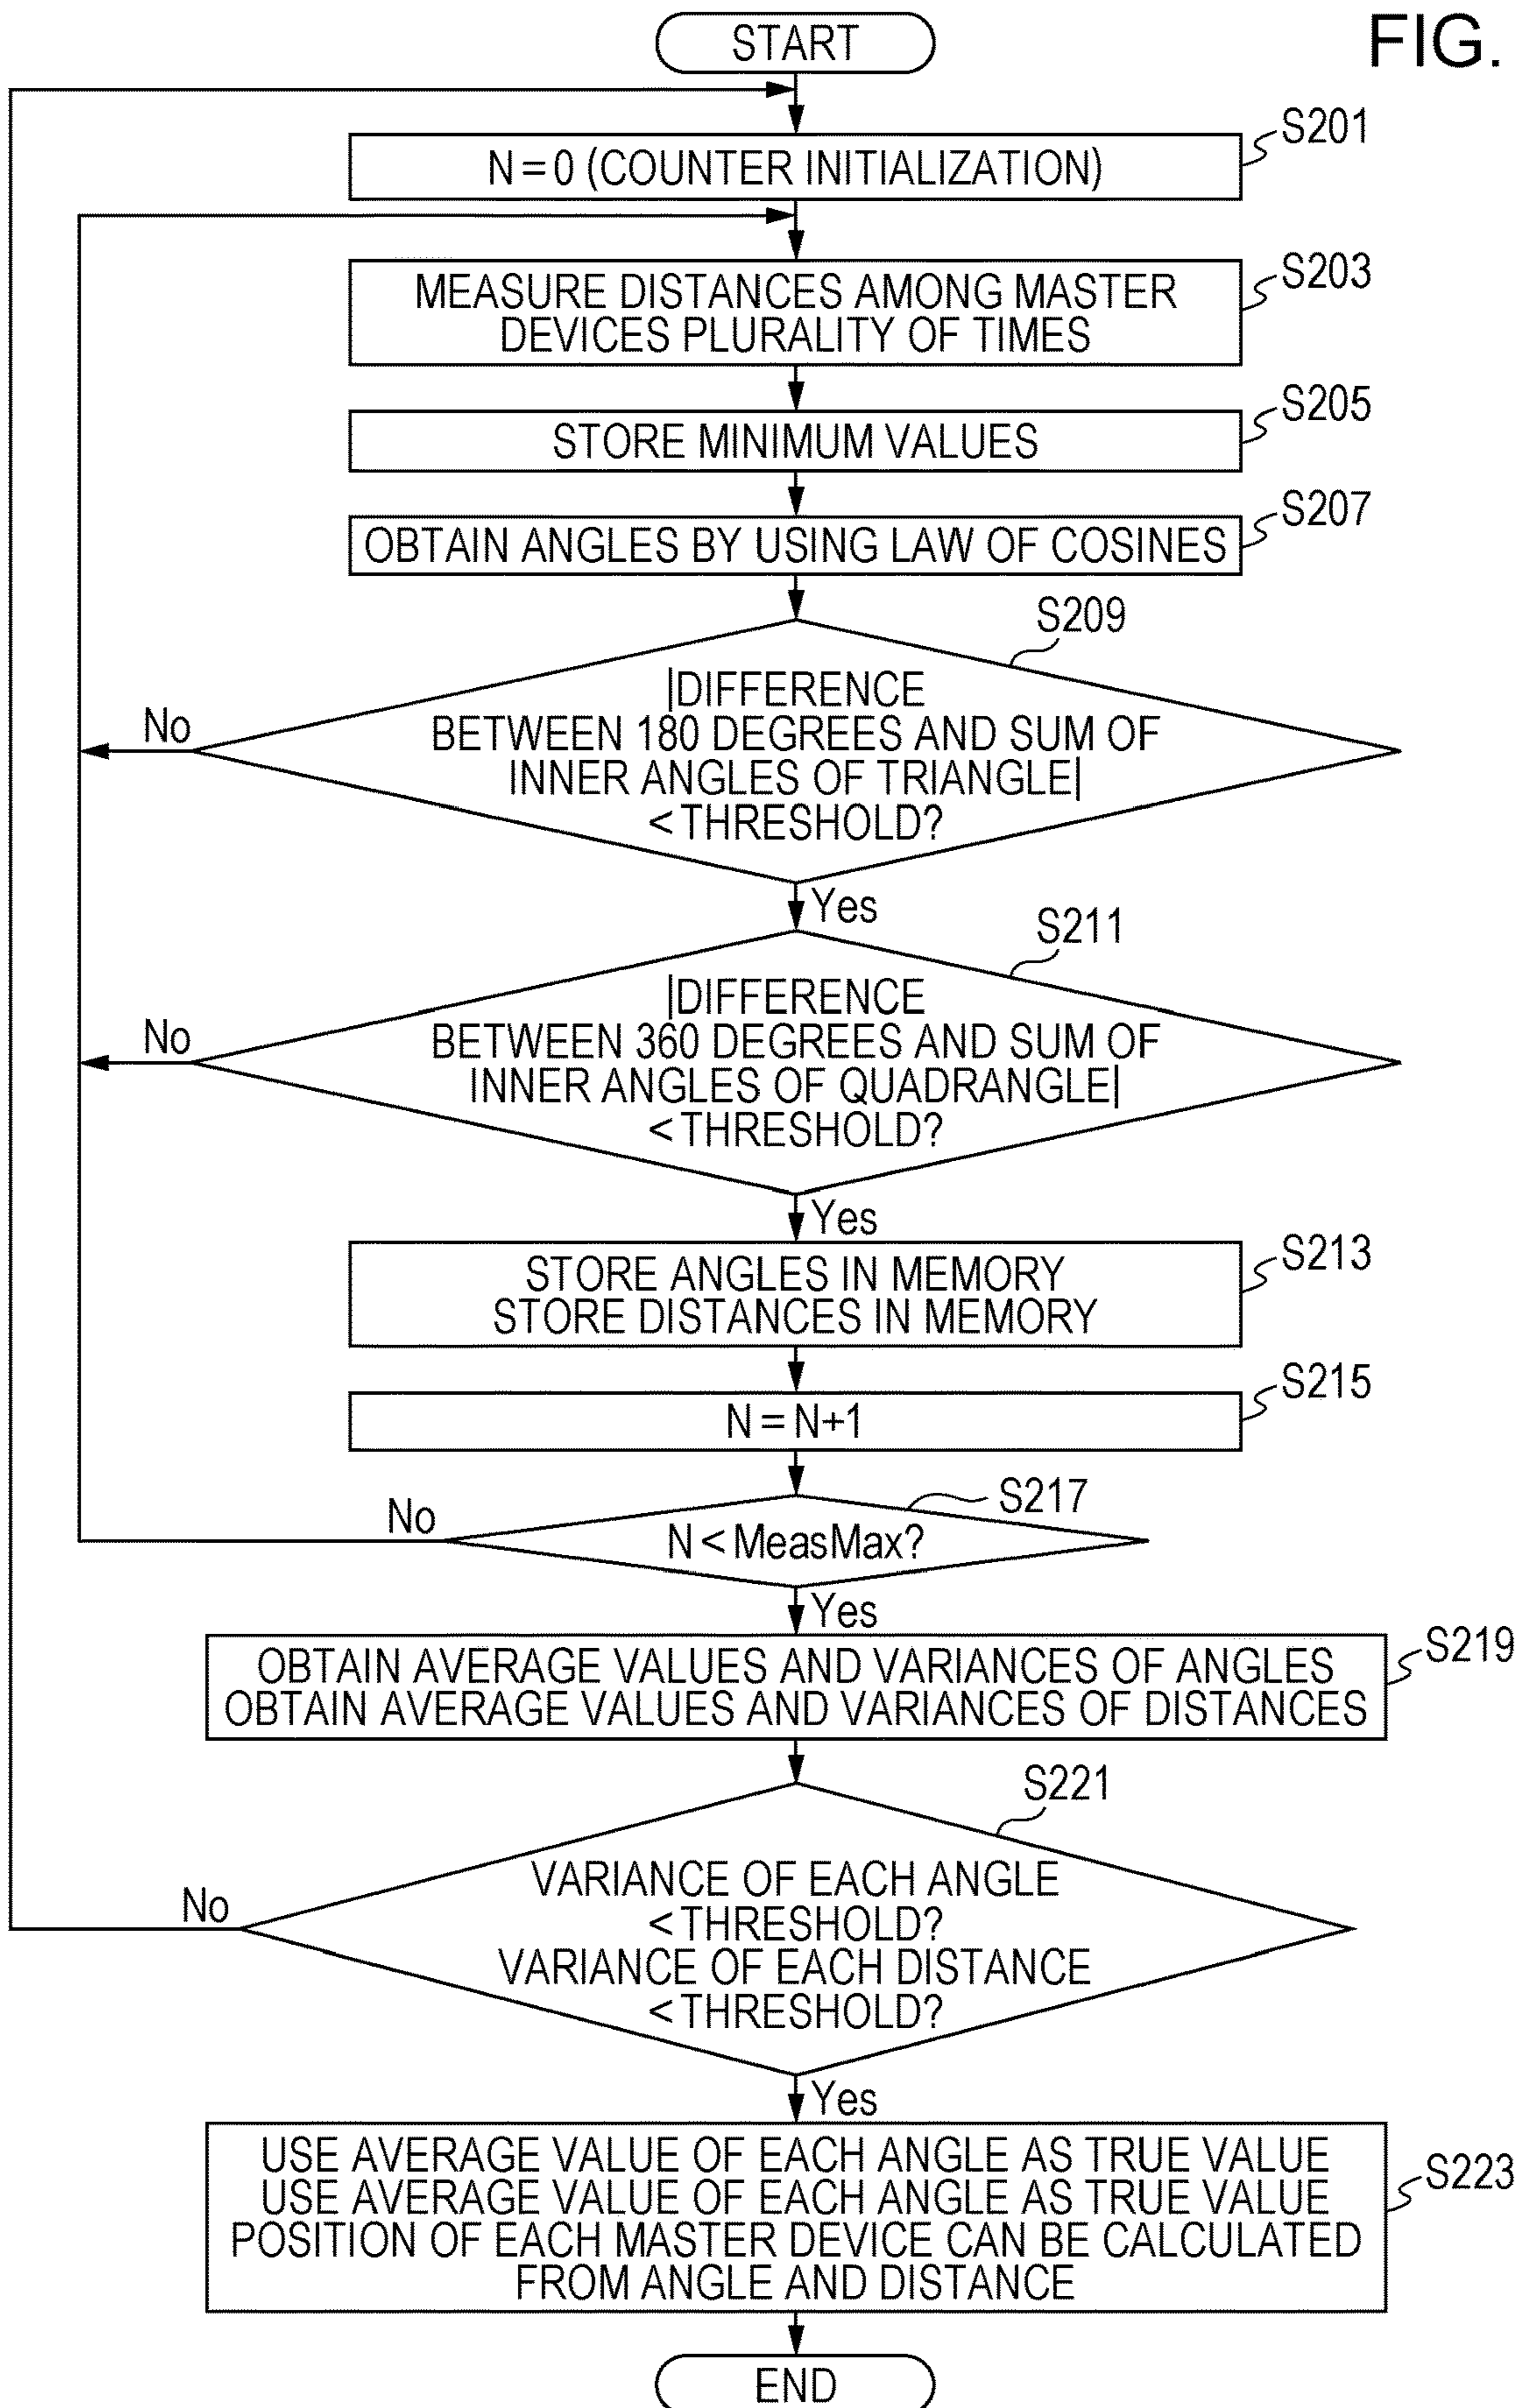 FIG.
START
S201
N = 0 (COUNTER INITIALIZATION)
S203
MEASURE DISTANCES AMONG MASTER
DEVICES PLURALITY OF TIMES
S205
STORE MINIMUM VALUES
S207
OBTAIN ANGLES BY USING LAW OF COSINES
S209
|DIFFERENCE
BETWEEN 180 DEGREES AND SUM OF
INNER ANGLES OF TRIANGLE|
< THRESHOLD?
No
Yes
S211
|DIFFERENCE
BETWEEN 360 DEGREES AND SUM OF
INNER ANGLES OF QUADRANGLE|
< THRESHOLD?
No
Yes
S213
STORE ANGLES IN MEMORY
STORE DISTANCES IN MEMORY
S215
N = N+1
S217
No
N < MeasMax?
Yes
S219
OBTAIN AVERAGE VALUES AND VARIANCES OF ANGLES
OBTAIN AVERAGE VALUES AND VARIANCES OF DISTANCES
S221
VARIANCE OF EACH ANGLE
No
< THRESHOLD?
VARIANCE OF EACH DISTANCE
< THRESHOLD?
Yes
USE AVERAGE VALUE OF EACH ANGLE AS TRUE VALUE
S223
USE AVERAGE VALUE OF EACH ANGLE AS TRUE VALUE
POSITION OF EACH MASTER DEVICE CAN BE CALCULATED
FROM ANGLE AND DISTANCE
END